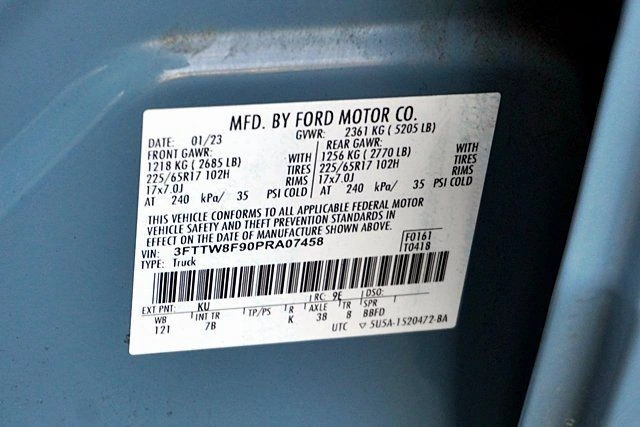 MFD. BY FORD MOTOR CO.
DATE: 01/23 GVWR: 2361 KG ( 5205 LB)
FRONT GAWR: REAR GAWR:
1218 KG ( 2685 LB) WITH 1256 KG ( 2770 LB) WITH
225/65R17 102H TIRES 225/65R17 102H TIRES
17x7.0J RIMS 17x7.0J RIMS
AT 240 kPa/ 35 PSI COLD AT 240 kPa/ 35 PSI COLD
THIS VEHICLE CONFORMS TO ALL APPLICABLE FEDERAL MOTOR
VEHICLE SAFETY AND THEFT PREVENTION STANDARDS IN
EFFECT ON THE DATE OF MANUFACTURE SHOWN ABOVE.
VIN: 3FTTW8F90PRA07458 F0161
TYPE: Truck T0418
EXT PNT: KU RC: 9E DSO:
WB INT TR TP/PS R AXLE TR SPR
121 7B K 3B 8 BBFD
UTC ▽ 5U5A-1520472-BA